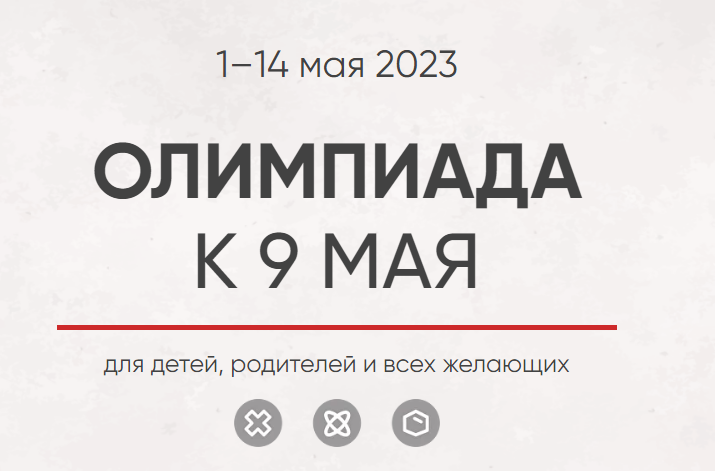 1–14 мая 2023
ОЛИМПИАДА
К 9 МАЯ
для детей, родителей и всех желающих